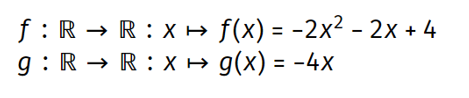 f : ℝ → ℝ : x ↦ f(x) = -2x² - 2x + 4
g : ℝ → ℝ : x ↦ g(x) = -4x